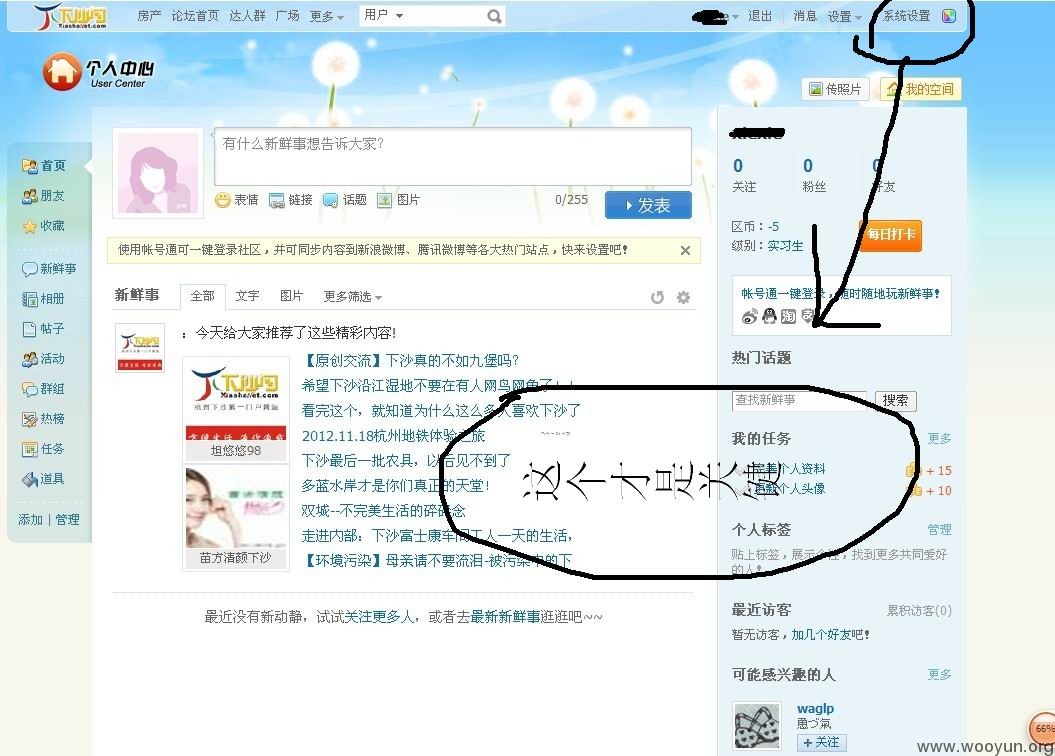 下沙网
XiashaNet.com
房产 论坛首页 达人群 广场 更多
用户
退出 消息 设置 系统设置
个人中心
User Center
传照片 我的空间
首页
朋友
收藏
新鲜事
相册
帖子
活动
群组
热榜
任务
道具
添加 | 管理
有什么新鲜事想告诉大家?
表情 链接 话题 图片 0/255 发表
使用帐号通可一键登录社区，并可同步内容到新浪微博、腾讯微博等各大热门站点，快来设置吧!
新鲜事 全部 文字 图片 更多筛选
： 今天给大家推荐了这些精彩内容!
下沙网
XiashaNet.com
杭州下沙第一门户网站
坦悠悠98
苗方清颜下沙
【原创交流】下沙真的不如九堡吗?
希望下沙沿江湿地不要在有人网鸟网鱼了！！
看完这个，就知道为什么这么多人喜欢下沙了
2012.11.18杭州地铁体验之旅
下沙最后一批农具，以后见不到了
多蓝水岸才是你们真正的天堂!
双城--不完美生活的碎碎念
走进内部：下沙富士康车间工人一天的生活，
【环境污染】母亲请不要流泪-被污染中的下
最近没有新动静，试试关注更多人，或者去最新新鲜事逛逛吧~~
这个才是关键
0 0 0
关注 粉丝 好友
区币：-5
级别：实习生
每日打卡
帐号通一键登录，随时随地玩新鲜事!
热门话题
查找新鲜事 搜索
我的任务 更多
完善个人资料 + 15
更新个人头像 + 10
个人标签 管理
贴上标签，展示个性，找到更多共同爱好
的人!
最近访客 累积访客(0)
暂无访客，加几个好友吧!
可能感兴趣的人 更多
waglp
愚づ氣
+ 关注
66%
www.wooyun.org